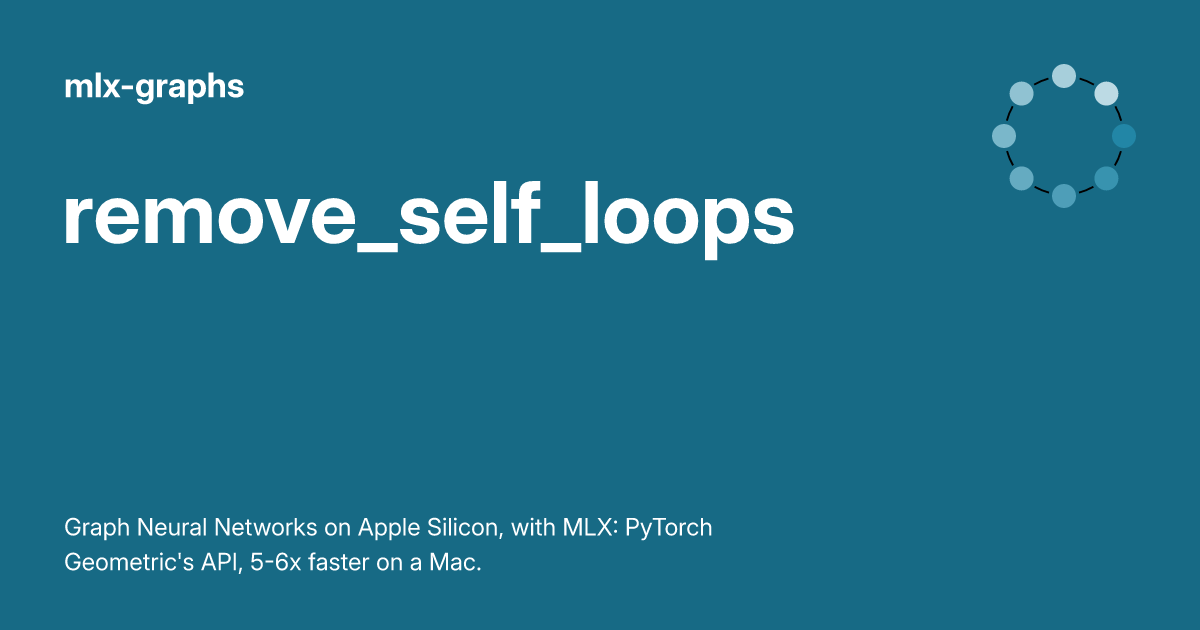 mlx-graphs
remove_self_loops
Graph Neural Networks on Apple Silicon, with MLX: PyTorch
Geometric's API, 5-6x faster on a Mac.